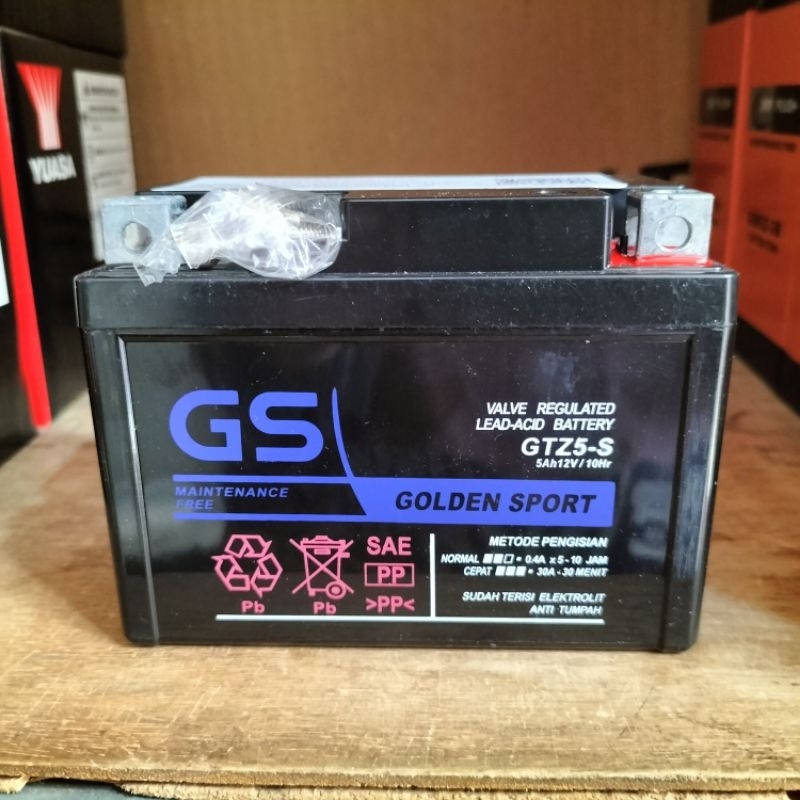 YUASA
GS
VALVE REGULATED
LEAD-ACID BATTERY
GTZ5-S
5Ah12V / 10Hr
MAINTENANCE
FREE
GOLDEN SPORT
SAE
PP
>PP<
Pb
Pb
METODE PENGISIAN
NORMAL = 0.4A x 5 - 10 JAM
CEPAT = 30A - 30 MENIT
SUDAH TERISI ELEKTROLIT
ANTI TUMPAH